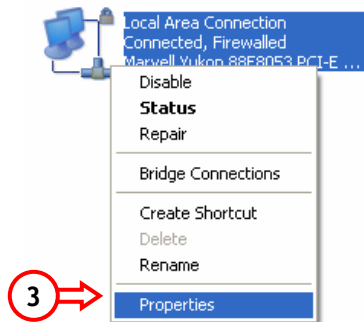 Local Area Connection
Connected, Firewalled
Marvell Yukon 88E8053 PCI-E ...
Disable
Status
Repair
Bridge Connections
Create Shortcut
Delete
Rename
3
Properties